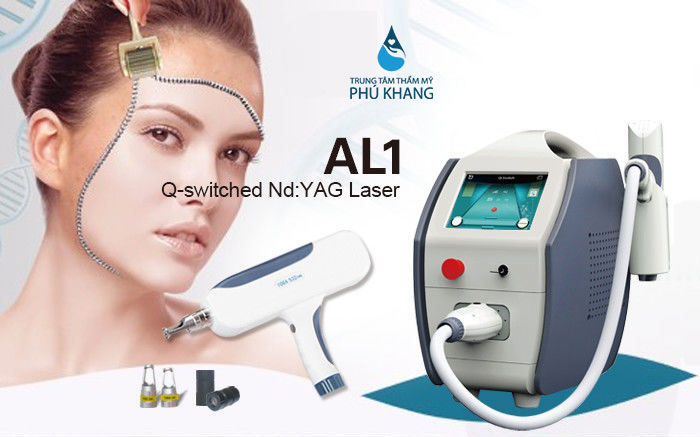 TRUNG TÂM THẨM MỸ
PHÚ KHANG
AL1
Q-switched Nd:YAG Laser